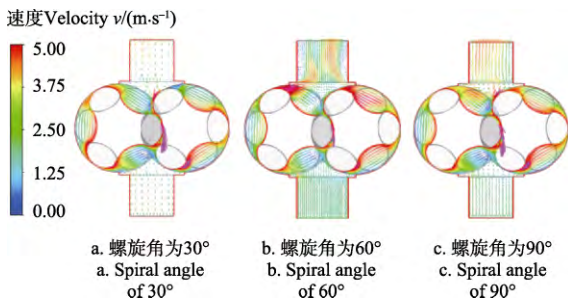 速度Velocity v/(m·s⁻¹)
5.00
3.75
2.50
1.25
0.00
a. 螺旋角为30°
a. Spiral angle
of 30°
b. 螺旋角为60°
b. Spiral angle
of 60°
c. 螺旋角为90°
c. Spiral angle
of 90°